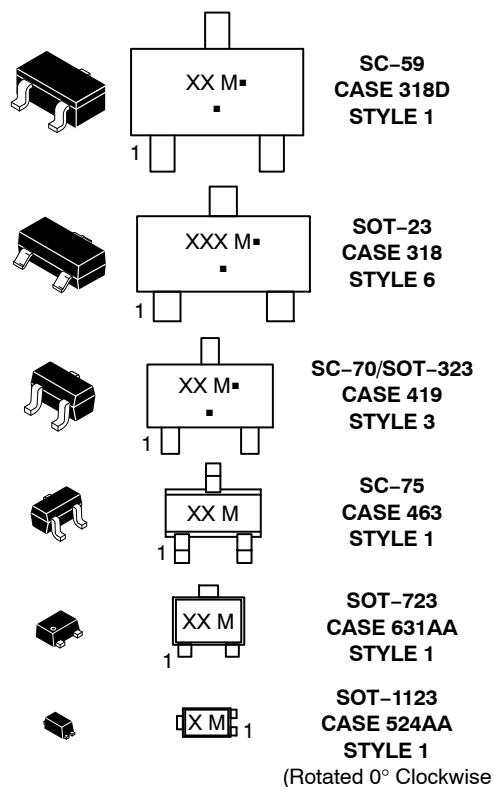 XX M▪
▪
1
SC−59
CASE 318D
STYLE 1
XXX M▪
▪
1
SOT−23
CASE 318
STYLE 6
XX M▪
▪
1
SC−70/SOT−323
CASE 419
STYLE 3
XX M
1
SC−75
CASE 463
STYLE 1
XX M
1
SOT−723
CASE 631AA
STYLE 1
X M
1
SOT−1123
CASE 524AA
STYLE 1
(Rotated 0° Clockwise